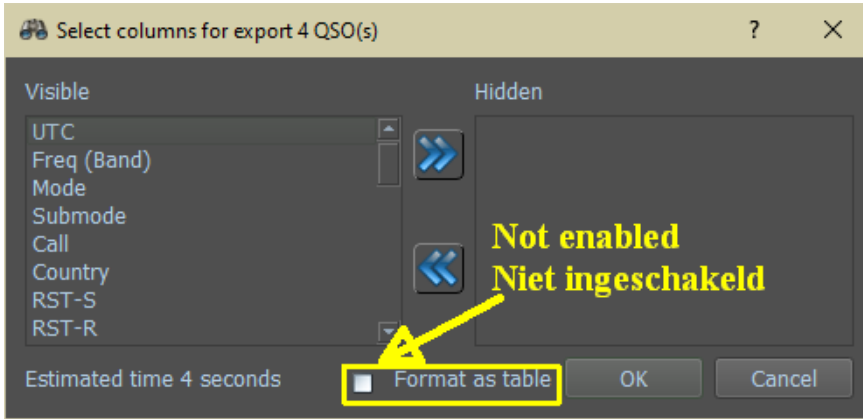 Select columns for export 4 QSO(s)
?
Visible
Hidden
UTC
Freq (Band)
Mode
Submode
Call
Country
RST-S
RST-R
Not enabled
Niet ingeschakeld
Estimated time 4 seconds
Format as table
OK
Cancel